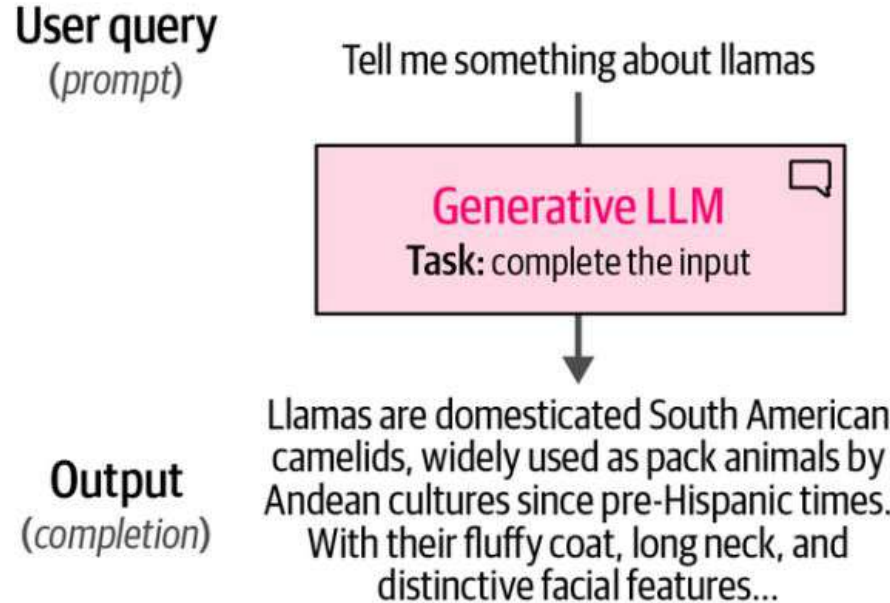 User query
(prompt)
Tell me something about llamas
Generative LLM
Task: complete the input
Llamas are domesticated South American
camelids, widely used as pack animals by
Andean cultures since pre-Hispanic times.
With their fluffy coat, long neck, and
distinctive facial features...
Output
(completion)